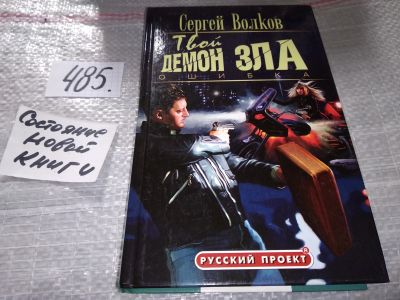 Сергей Волков
Твой
ДЕМОН ЗЛА
ОШИБКА
485.
Состояние
новой
книги
РУССКИЙ ПРОЕКТ
R